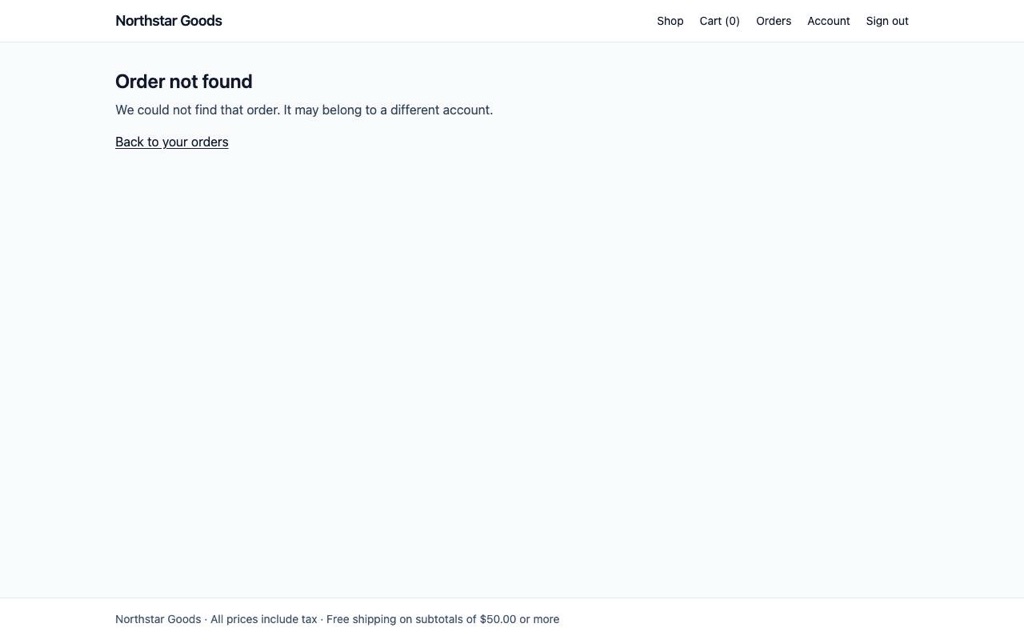 Northstar Goods
Shop Cart (0) Orders Account Sign out
Order not found
We could not find that order. It may belong to a different account.
Back to your orders
Northstar Goods · All prices include tax · Free shipping on subtotals of $50.00 or more